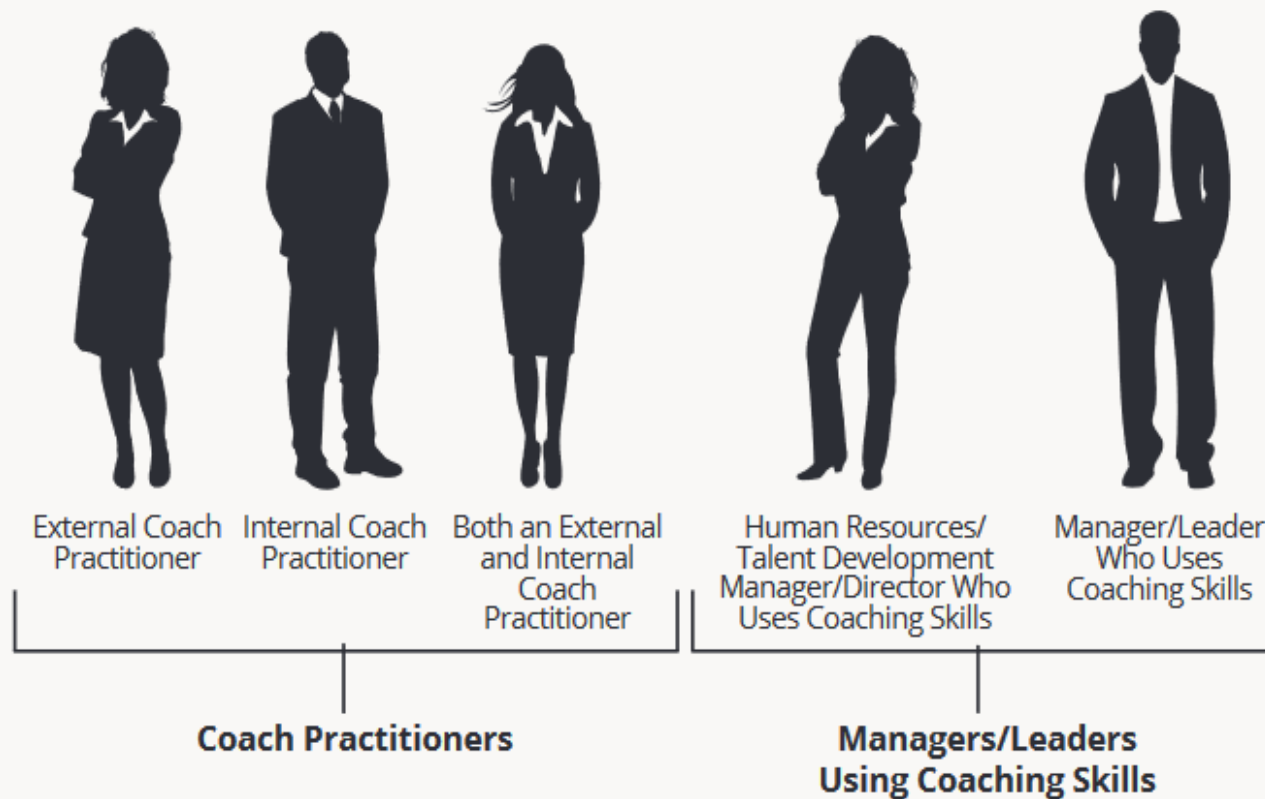 External Coach
Practitioner
Internal Coach
Practitioner
Both an External
and Internal
Coach
Practitioner
Human Resources/
Talent Development
Manager/Director Who
Uses Coaching Skills
Manager/Leader
Who Uses
Coaching Skills
Coach Practitioners
Managers/Leaders
Using Coaching Skills